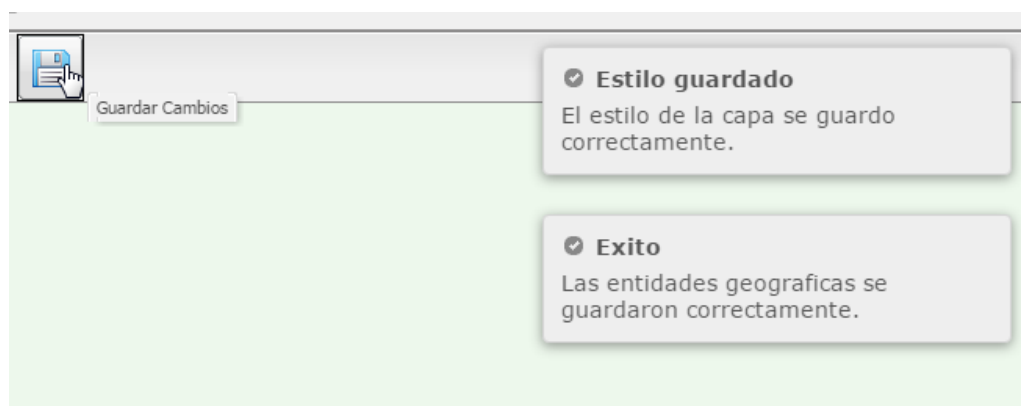 Guardar Cambios
Estilo guardado
El estilo de la capa se guardo
correctamente.
Exito
Las entidades geograficas se
guardaron correctamente.